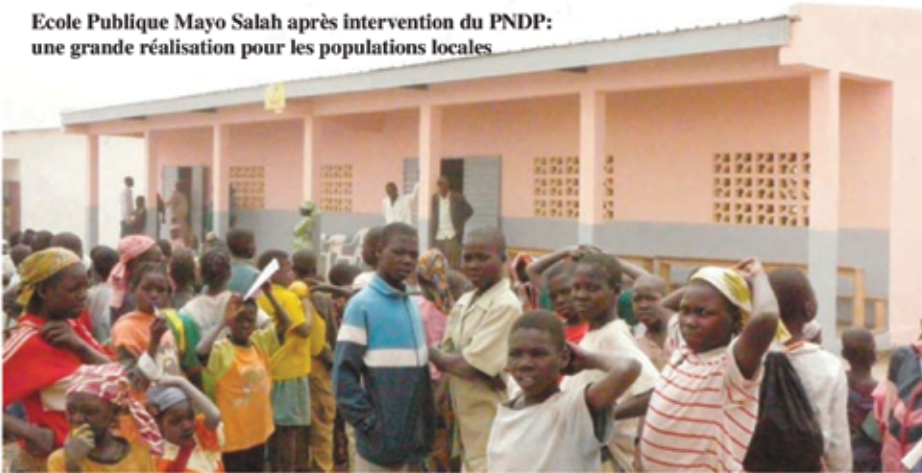 Ecole Publique Mayo Salah après intervention du PNDP:
une grande réalisation pour les populations locales